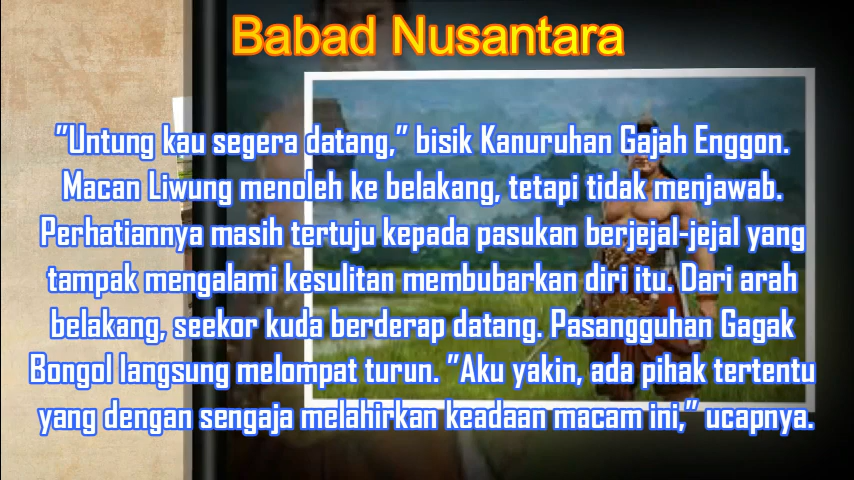 Babad Nusantara
"Untung kau segera datang," bisik Kanuruhan Gajah Enggon.
Macan Liwung menoleh ke belakang, tetapi tidak menjawab.
Perhatiannya masih tertuju kepada pasukan berjejal-jejal yang
tampak mengalami kesulitan membubarkan diri itu. Dari arah
belakang, seekor kuda berderap datang. Pasangguhan Gagak
Bongol langsung melompat turun. "Aku yakin, ada pihak tertentu
yang dengan sengaja melahirkan keadaan macam ini," ucapnya.